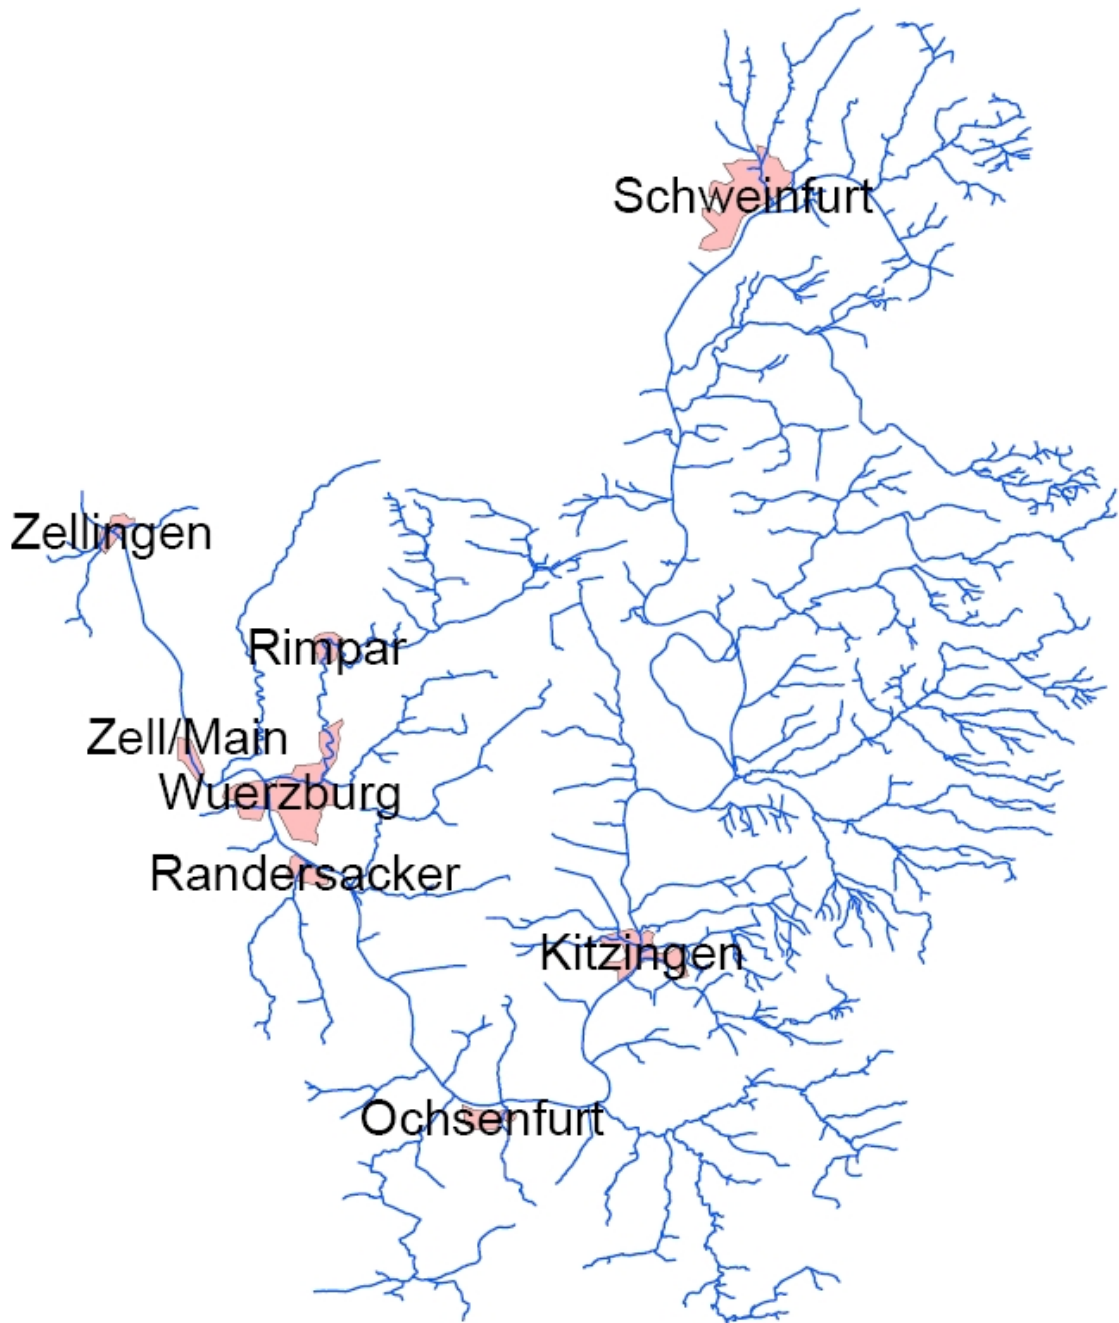 Schweinfurt
Zellingen
Rimpar
Zell/Main
Wuerzburg
Randersacker
Kitzingen
Ochsenfurt